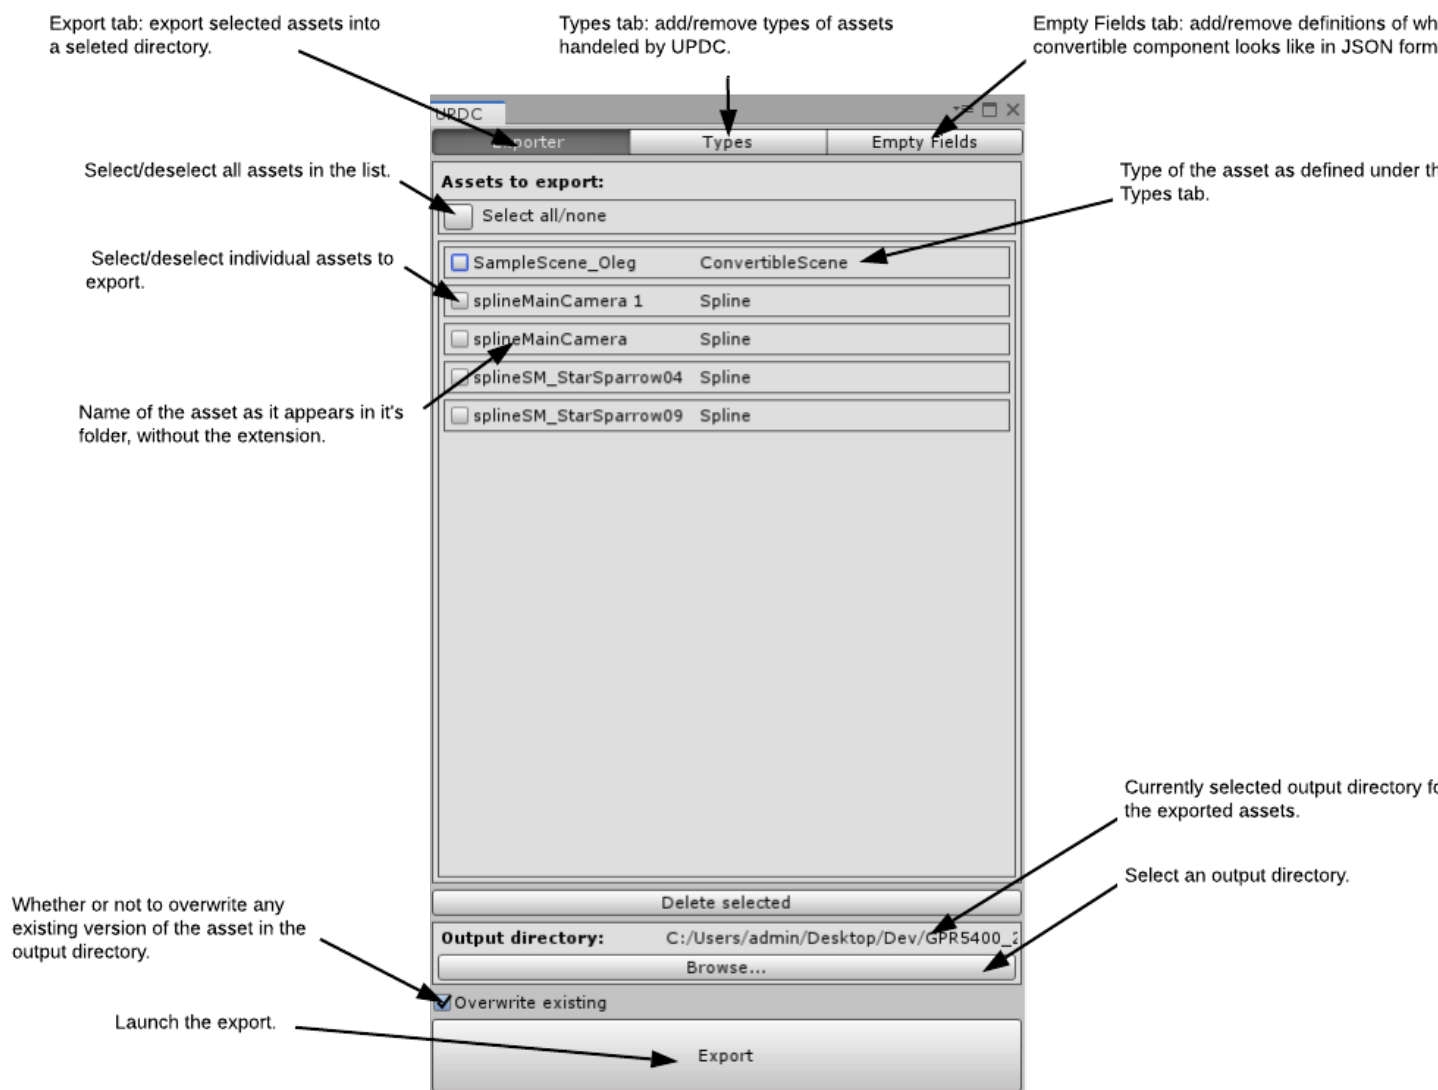 Export tab: export selected assets into
a seleted directory.
Types tab: add/remove types of assets
handeled by UPDC.
Empty Fields tab: add/remove definitions of
convertible component looks like in JSON
UPDC
Exporter
Types
Empty Fields
Select/deselect all assets in the list.
Assets to export:
Type of the asset as defined under
Types tab.
Select all/none
Select/deselect individual assets to
export.
SampleScene_Oleg ConvertibleScene
splineMainCamera 1 Spline
splineMainCamera Spline
splineSM_StarSparrow04 Spline
splineSM_StarSparrow09 Spline
Name of the asset as it appears in it's
folder, without the extension.
Currently selected output directory
the exported assets.
Select an output directory.
Delete selected
Whether or not to overwrite any
existing version of the asset in the
output directory.
Output directory: C:/Users/admin/Desktop/Dev/GPR5400_2
Browse...
Overwrite existing
Launch the export.
Export